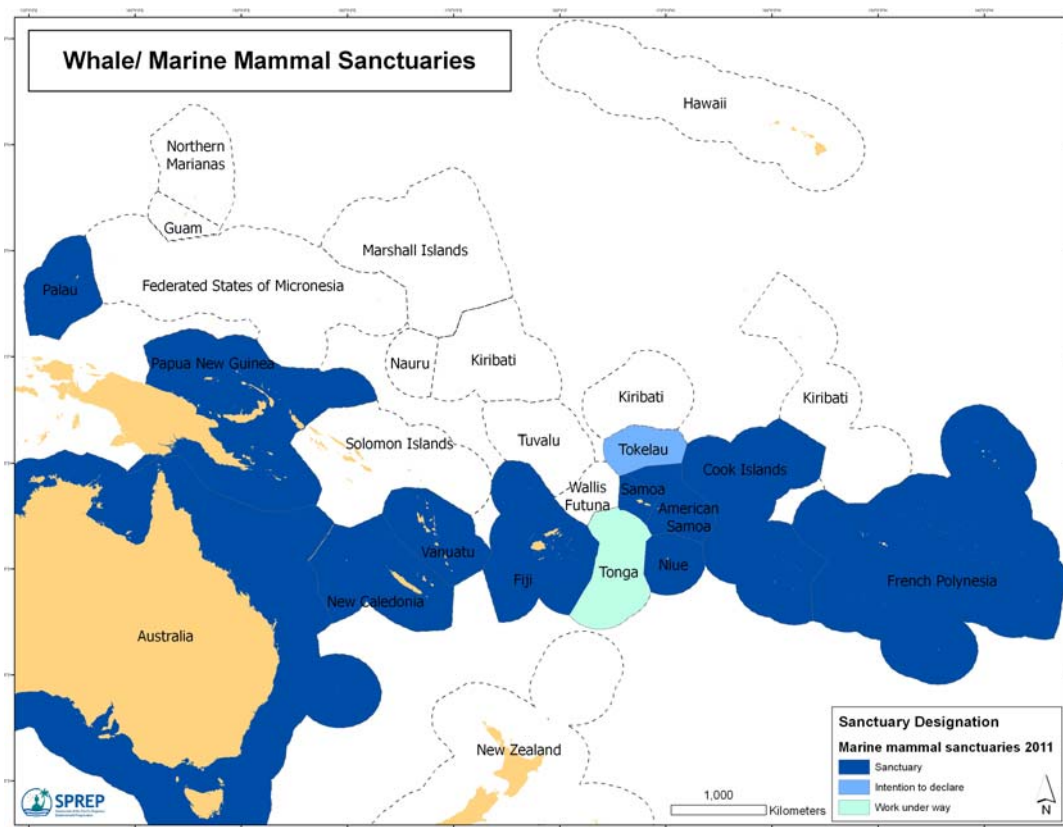 Whale/ Marine Mammal Sanctuaries
Hawaii
Northern
Marianas
Guam
Marshall Islands
Palau
Federated States of Micronesia
Papua New Guinea
Nauru
Kiribati
Kiribati
Kiribati
Solomon Islands
Tuvalu
Tokelau
Cook Islands
Wallis
Futuna
Samoa
American
Samoa
Vanuatu
Fiji
Tonga
Niue
French Polynesia
New Caledonia
Australia
New Zealand
Sanctuary Designation
Marine mammal sanctuaries 2011
Sanctuary
Intention to declare
Work under way
1,000
Kilometers
N
SPREP